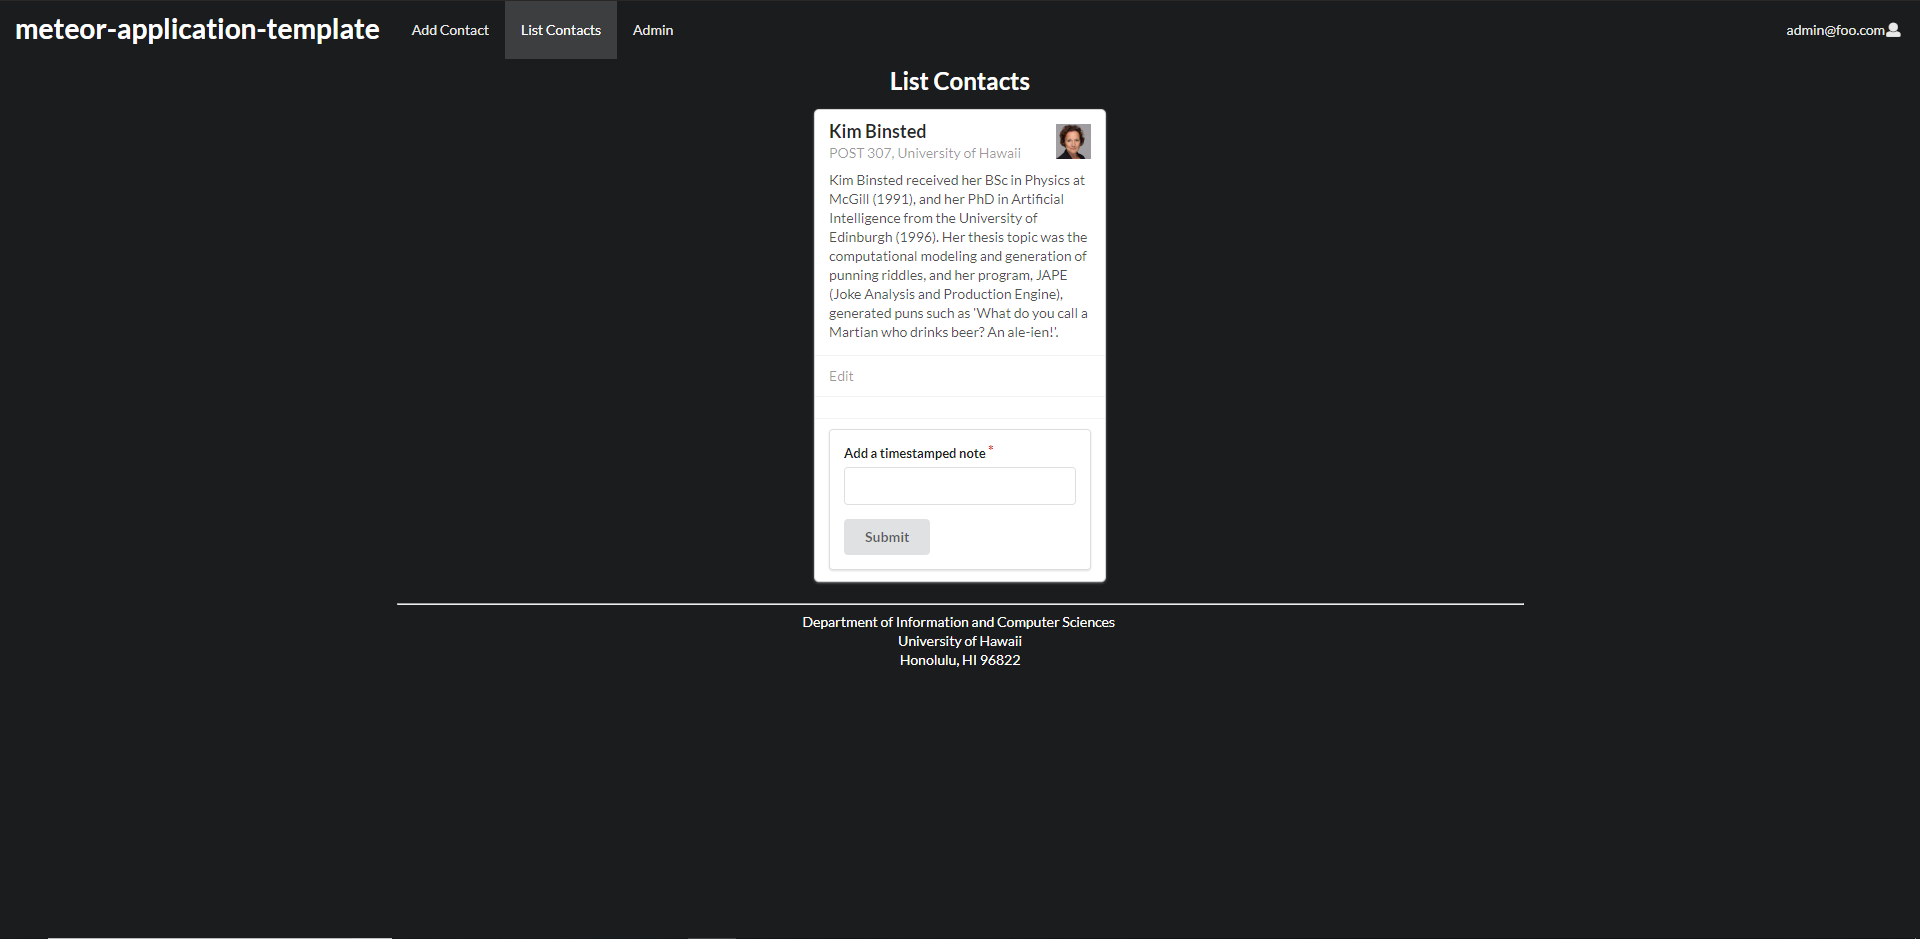 meteor-application-template
Add Contact
List Contacts
Admin
admin@foo.com
List Contacts
Kim Binsted
POST 307, University of Hawaii
Kim Binsted received her BSc in Physics at
McGill (1991), and her PhD in Artificial
Intelligence from the University of
Edinburgh (1996). Her thesis topic was the
computational modeling and generation of
punning riddles, and her program, JAPE
(Joke Analysis and Production Engine),
generated puns such as 'What do you call a
Martian who drinks beer? An ale-ien!'.
Edit
Add a timestamped note *
Submit
Department of Information and Computer Sciences
University of Hawaii
Honolulu, HI 96822